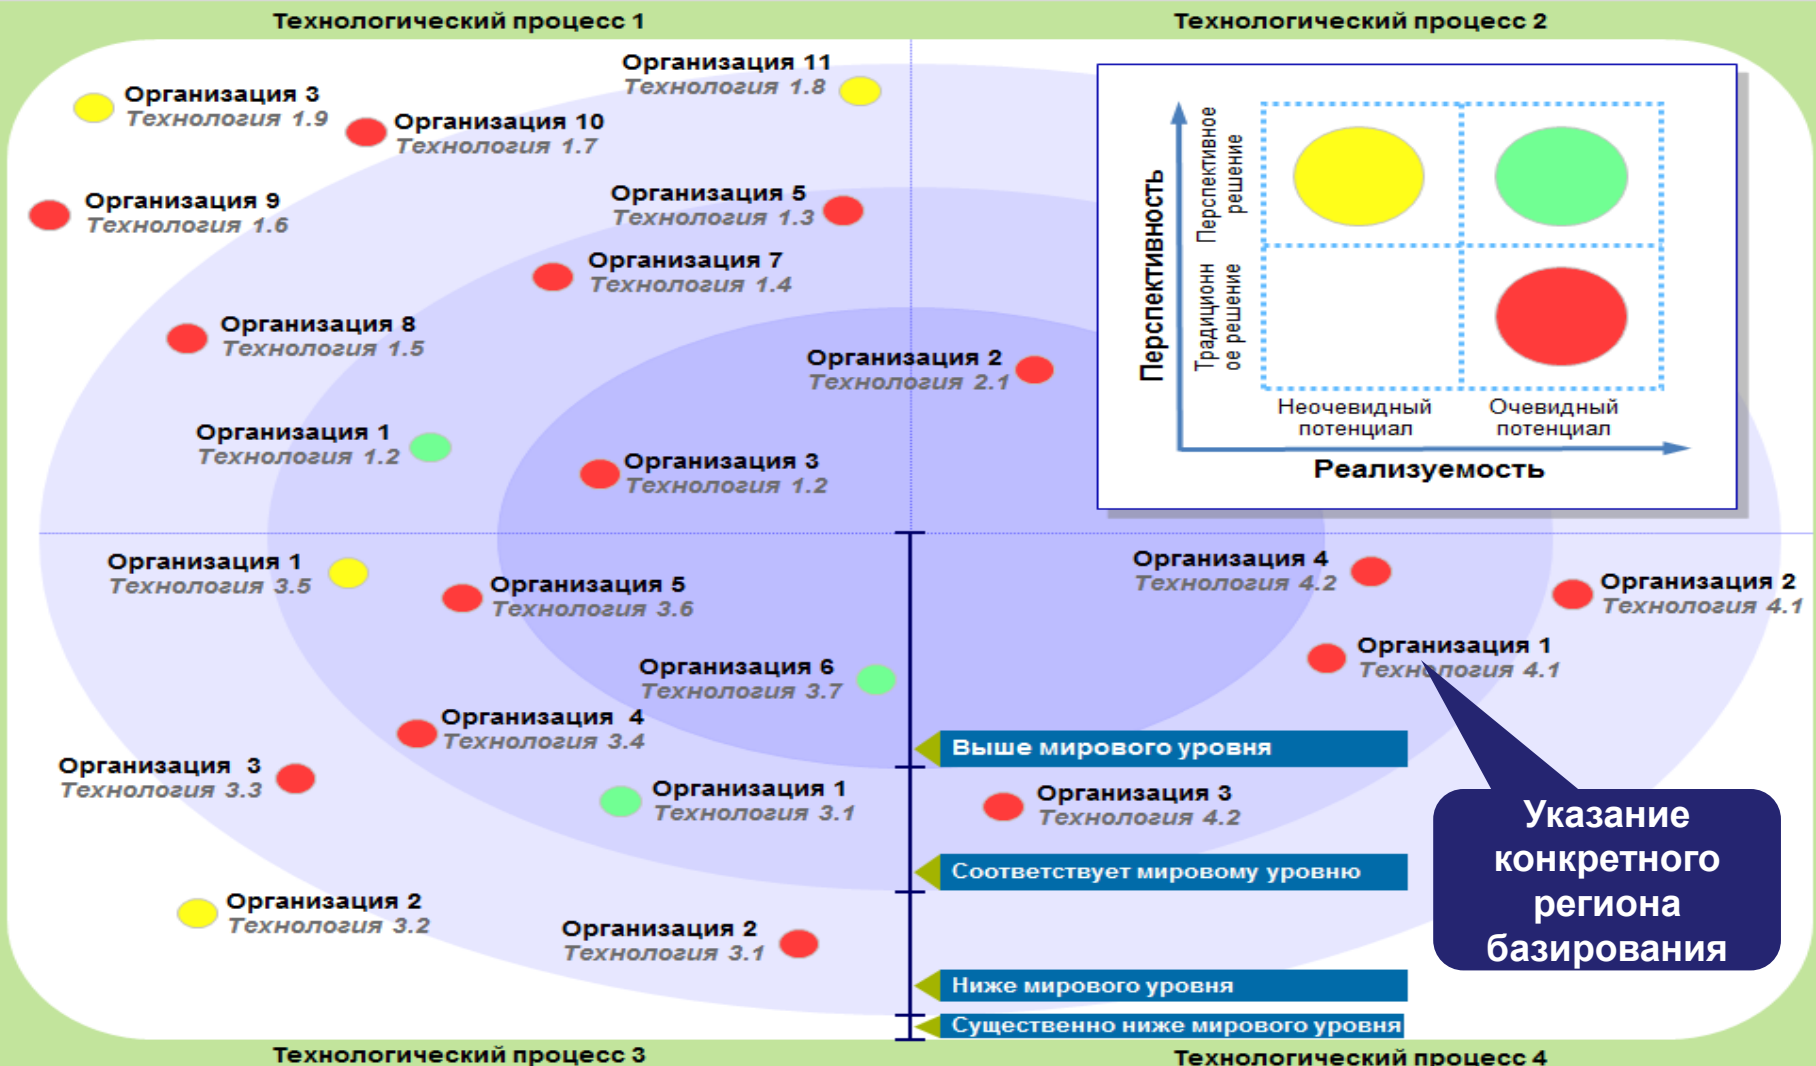 Технологический процесс 1
Технологический процесс 2
Организация 11
Технология 1.8
Организация 3
Технология 1.9
Организация 10
Технология 1.7
Организация 9
Технология 1.6
Организация 5
Технология 1.3
Организация 7
Технология 1.4
Организация 8
Технология 1.5
Организация 2
Технология 2.1
Организация 1
Технология 1.2
Организация 3
Технология 1.2
Перспективность
Перспективное
решение
Традиционн
ое решение
Неочевидный
потенциал
Очевидный
потенциал
Реализуемость
Организация 1
Технология 3.5
Организация 5
Технология 3.6
Организация 6
Технология 3.7
Организация 4
Технология 3.4
Организация 3
Технология 3.3
Организация 1
Технология 3.1
Организация 2
Технология 3.2
Организация 2
Технология 3.1
Организация 4
Технология 4.2
Организация 2
Технология 4.1
Организация 1
Технология 4.1
Выше мирового уровня
Организация 3
Технология 4.2
Соответствует мировому уровню
Ниже мирового уровня
Существенно ниже мирового уровня
Указание
конкретного
региона
базирования
Технологический процесс 3
Технологический процесс 4